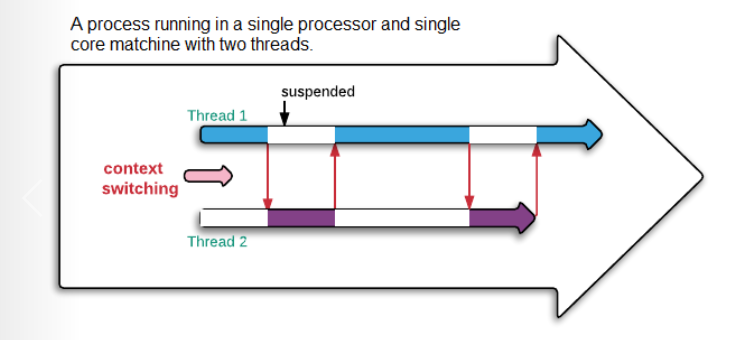 A process running in a single processor and single
core matchine with two threads.
suspended
Thread 1
context
switching
Thread 2